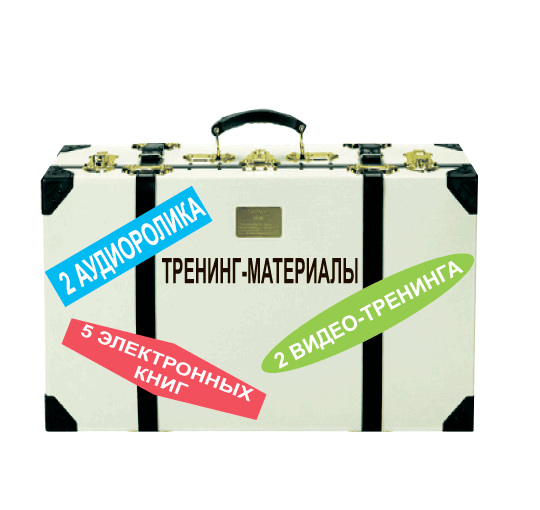 2 АУДИОРОЛИКА
ТРЕНИНГ-МАТЕРИАЛЫ
2 ВИДЕО-ТРЕНИНГА
5 ЭЛЕКТРОННЫХ
КНИГ